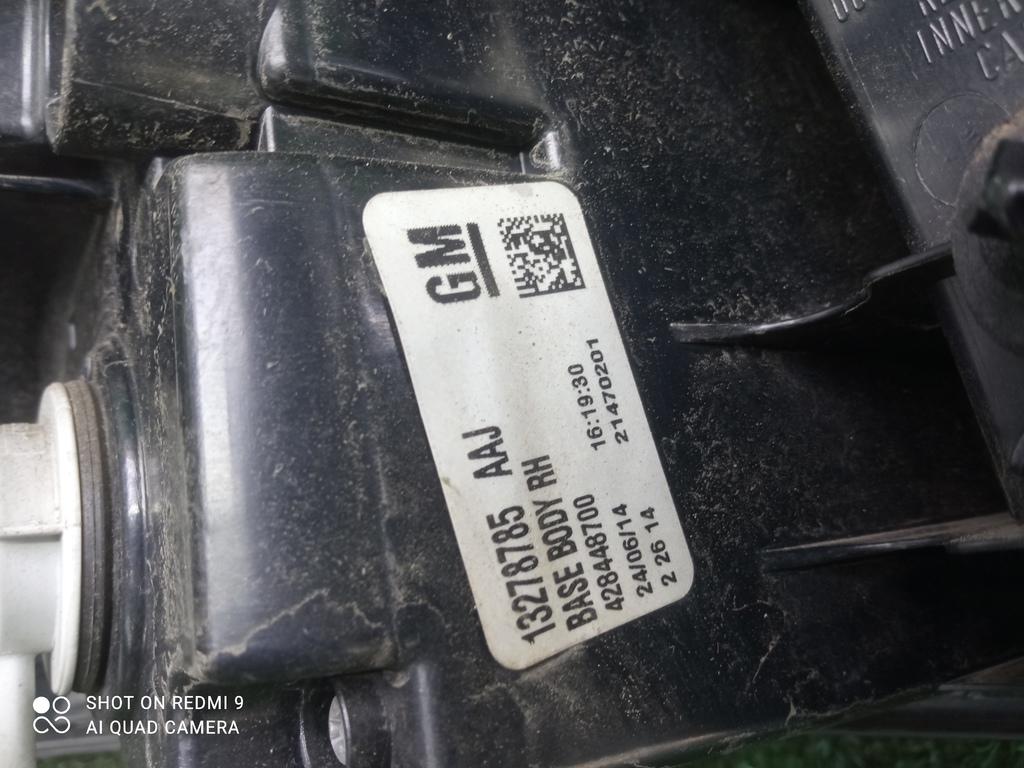 GM
13278785 AAJ
BASE BODY RH
428448700
24/06/14 16:19:30
2 26 14 21470201
INNER
SHOT ON REDMI 9
AI QUAD CAMERA